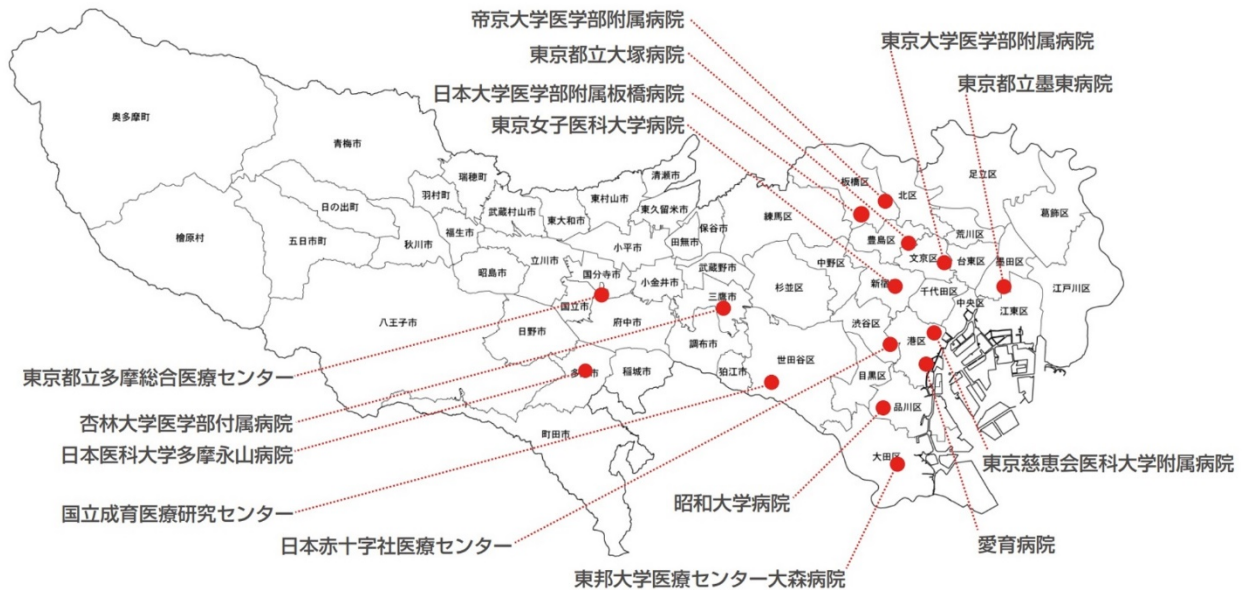 帝京大学医学部附属病院
東京都立大塚病院
日本大学医学部附属板橋病院
東京女子医科大学病院
東京大学医学部附属病院
東京都立墨東病院
奥多摩町
青梅市
瑞穂町
羽村町
日の出町
檜原村
五日市町
秋川市
福生市
武蔵村山市
東大和市
東村山市
清瀬市
東久留米市
保谷市
田無市
小平市
昭島市
立川市
国分寺市
小金井市
武蔵野市
三鷹市
国立市
府中市
八王子市
日野市
調布市
狛江市
稲城市
町田市
板橋区
北区
足立区
葛飾区
練馬区
豊島区
荒川区
文京区
台東区
墨田区
中野区
杉並区
新宿
千代田区
中央区
江東区
江戸川区
渋谷区
港区
世田谷区
目黒区
品川区
大田区
東京都立多摩総合医療センター
杏林大学医学部付属病院
日本医科大学多摩永山病院
国立成育医療研究センター
日本赤十字社医療センター
東邦大学医療センター大森病院
昭和大学病院
東京慈恵会医科大学附属病院
愛育病院